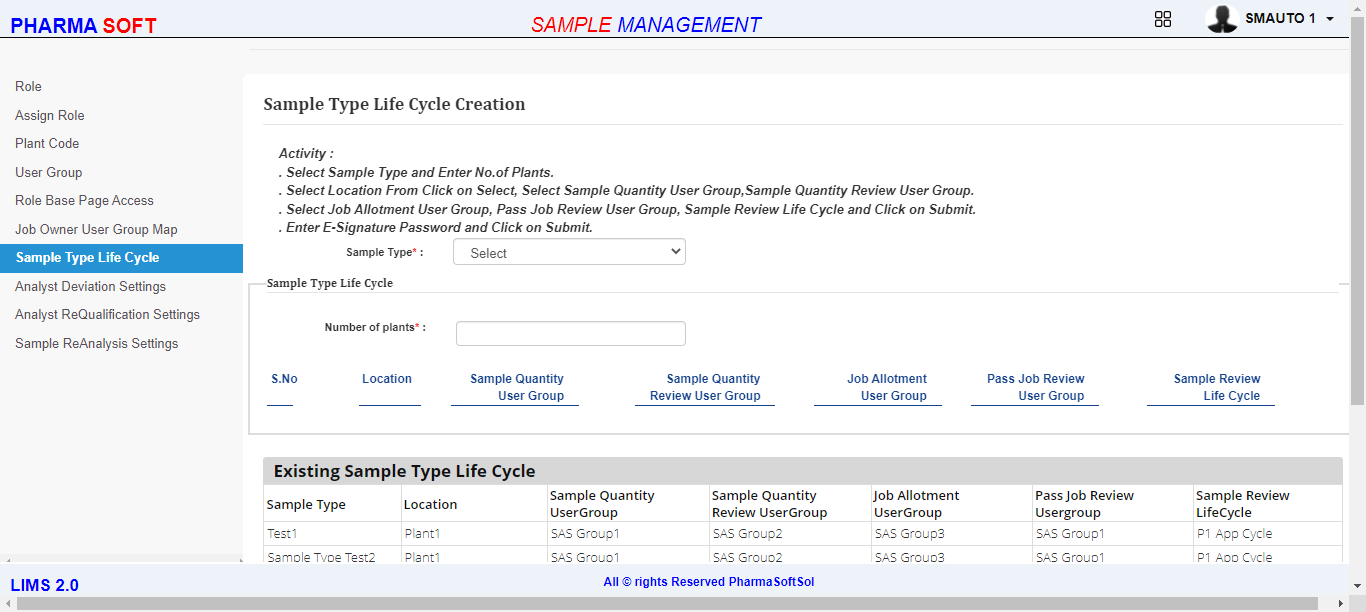 PHARMA SOFT
SAMPLE MANAGEMENT
SMAUTO 1
Role
Assign Role
Plant Code
User Group
Role Base Page Access
Job Owner User Group Map
Sample Type Life Cycle
Analyst Deviation Settings
Analyst ReQualification Settings
Sample ReAnalysis Settings
Sample Type Life Cycle Creation
Activity :
. Select Sample Type and Enter No.of Plants.
. Select Location From Click on Select, Select Sample Quantity User Group,Sample Quantity Review User Group.
. Select Job Allotment User Group, Pass Job Review User Group, Sample Review Life Cycle and Click on Submit.
. Enter E-Signature Password and Click on Submit.
Sample Type* : Select
Sample Type Life Cycle
Number of plants* :
S.No Location Sample Quantity Sample Quantity Job Allotment Pass Job Review Sample Review
User Group Review User Group User Group User Group Life Cycle
Existing Sample Type Life Cycle
Sample Type Location Sample Quantity Sample Quantity Job Allotment Pass Job Review Sample Review
UserGroup Review UserGroup UserGroup Usergroup LifeCycle
Test1 Plant1 SAS Group1 SAS Group2 SAS Group3 SAS Group1 P1 App Cycle
Sample Type Test2 Plant1 SAS Group1 SAS Group2 SAS Group3 SAS Group1 P1 App Cycle
LIMS 2.0
All © rights Reserved PharmaSoftSol